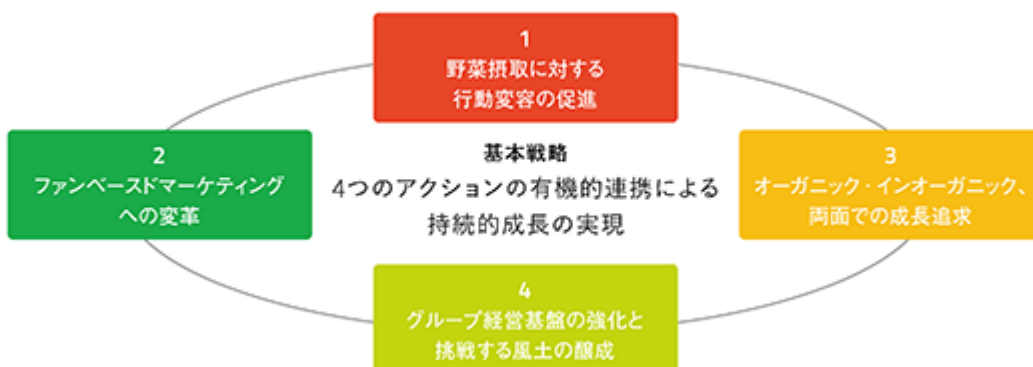 1
野菜摂取に対する
行動変容の促進
2
ファンベースドマーケティング
への変革
基本戦略
4つのアクションの有機的連携による
持続的成長の実現
3
オーガニック・インオーガニック、
両面での成長追求
4
グループ経営基盤の強化と
挑戦する風土の醸成